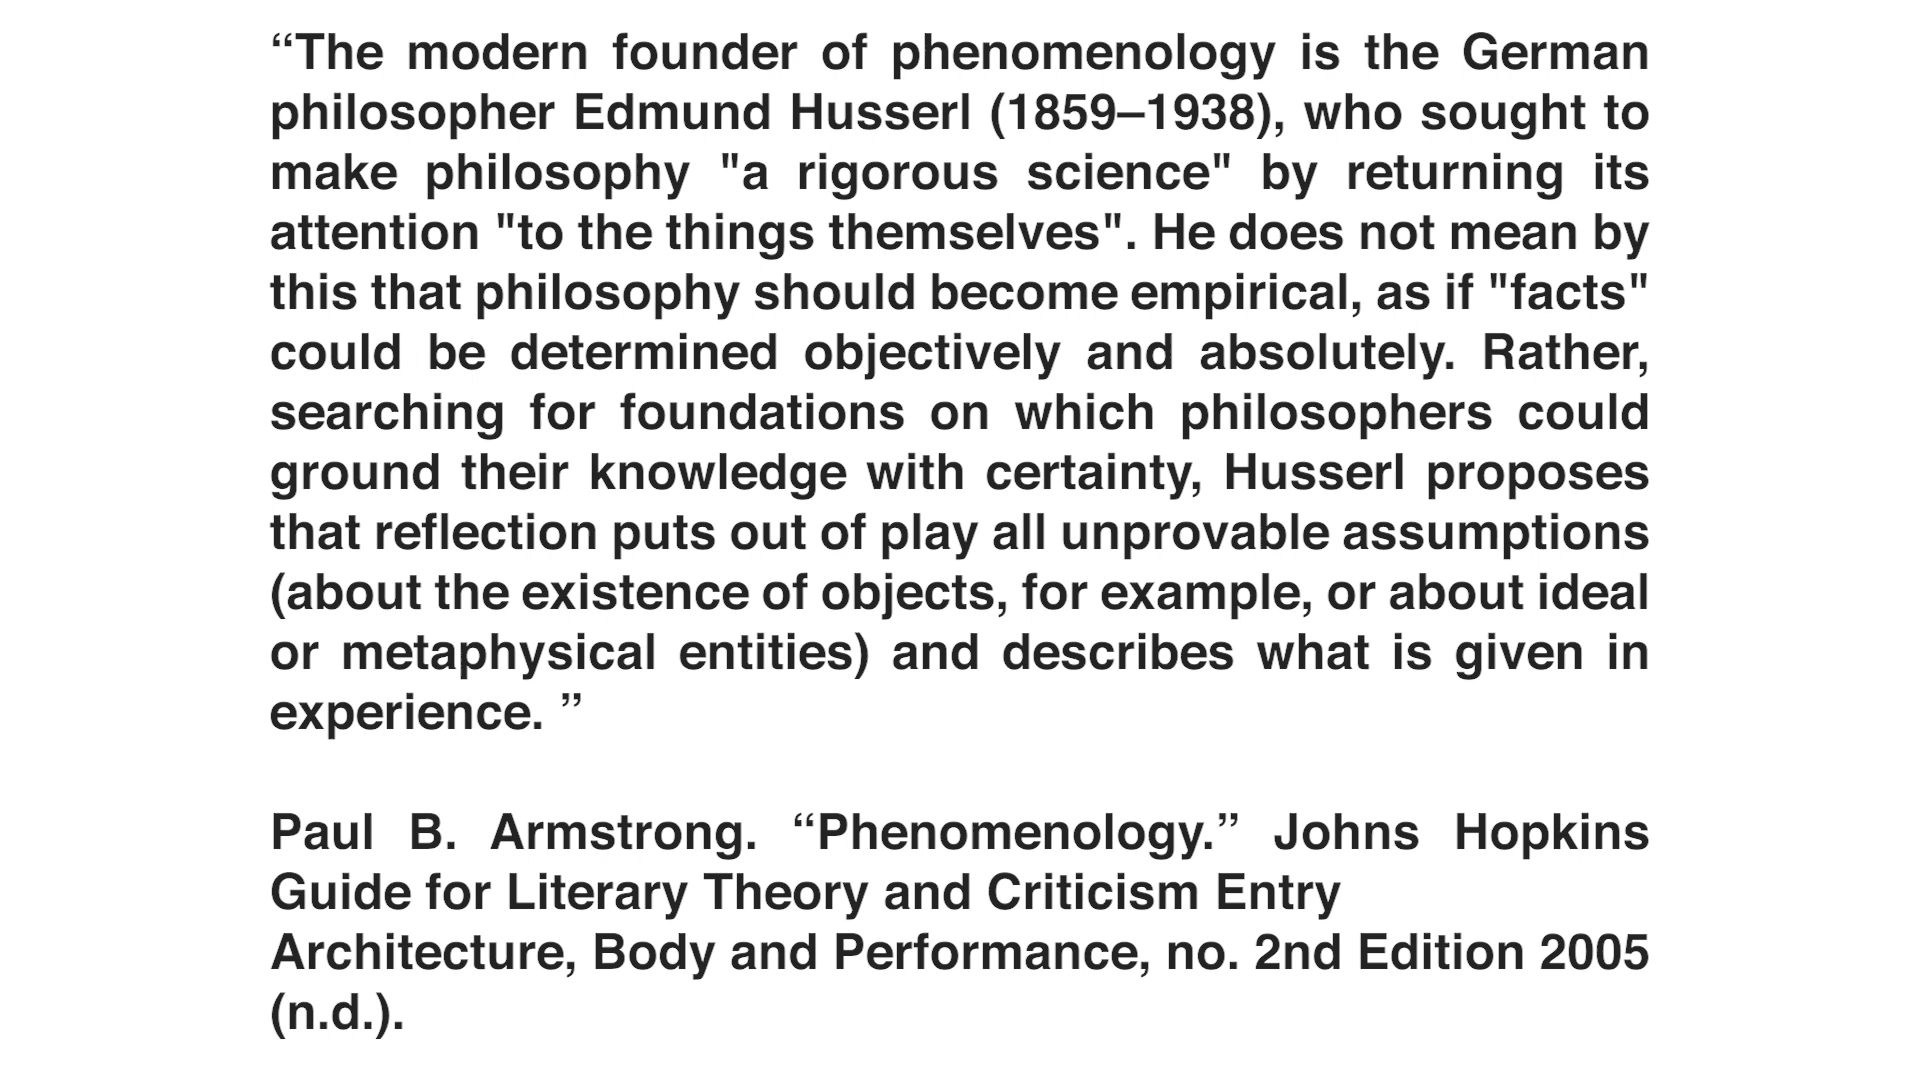 “The modern founder of phenomenology is the German
philosopher Edmund Husserl (1859–1938), who sought to
make philosophy "a rigorous science" by returning its
attention "to the things themselves". He does not mean by
this that philosophy should become empirical, as if "facts"
could be determined objectively and absolutely. Rather,
searching for foundations on which philosophers could
ground their knowledge with certainty, Husserl proposes
that reflection puts out of play all unprovable assumptions
(about the existence of objects, for example, or about ideal
or metaphysical entities) and describes what is given in
experience. ”
Paul B. Armstrong. “Phenomenology.” Johns Hopkins
Guide for Literary Theory and Criticism Entry
Architecture, Body and Performance, no. 2nd Edition 2005
(n.d.).